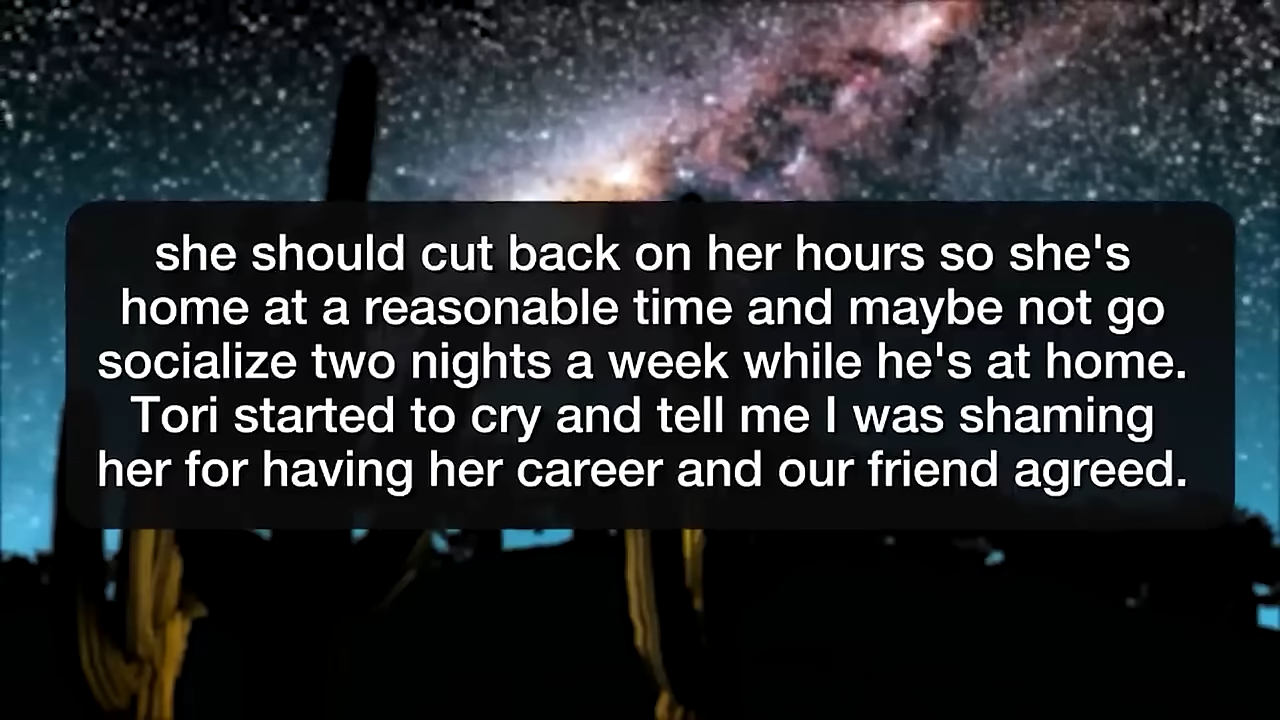 she should cut back on her hours so she's
home at a reasonable time and maybe not go
socialize two nights a week while he's at home.
Tori started to cry and tell me I was shaming
her for having her career and our friend agreed.